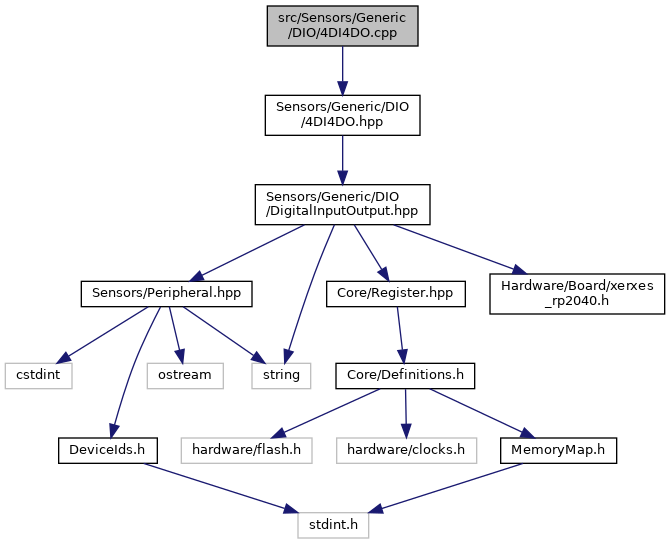 src/Sensors/Generic
/DIO/4DI4DO.cpp
Sensors/Generic/DIO
/4DI4DO.hpp
Sensors/Generic/DIO
/DigitalInputOutput.hpp
Sensors/Peripheral.hpp
Core/Register.hpp
Hardware/Board/xerxes
_rp2040.h
cstdint
ostream
string
Core/Definitions.h
DeviceIds.h
hardware/flash.h
hardware/clocks.h
MemoryMap.h
stdint.h